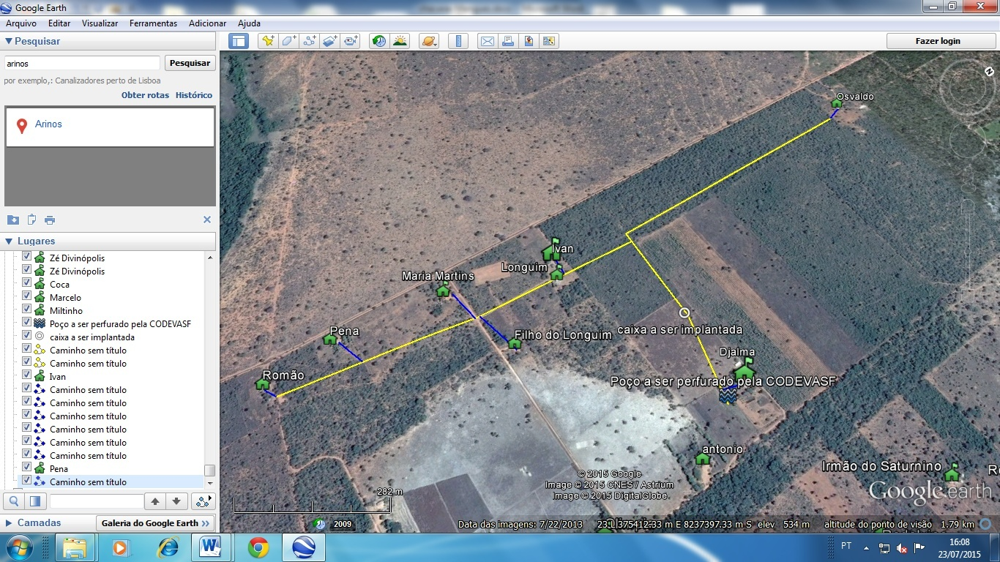 Google Earth
Arquivo Editar Visualizar Ferramentas Adicionar Ajuda
Pesquisar
Fazer login
arinos
Pesquisar
por exemplo,: Canalizadores perto de Lisboa
Obter rotas Histórico
Arinos
Lugares
Zé Divinópolis
Zé Divinópolis
Coca
Marcelo
Miltinho
Poço a ser perfurado pela CODEVASF
caixa a ser implantada
Caminho sem título
Caminho sem título
Ivan
Caminho sem título
Caminho sem título
Caminho sem título
Caminho sem título
Caminho sem título
Caminho sem título
Pena
Caminho sem título
Camadas
Galeria do Google Earth »
Osvaldo
N
Ivan
Longuim
Maria Martins
Pena
Filho do Longuim
caixa a ser implantada
Djalma
Romão
Poço a ser perfurado pela CODEVASF
antonio
Irmão do Saturnino
© 2015 Google
Image © 2015 CNES / Astrium
Image © 2015 DigitalGlobe
Google earth
282 m
2009
Data das imagens: 7/22/2013 23 L 375412.33 m E 8237397.33 m S elev 534 m altitude do ponto de visão 1.79 km
PT
16:08
23/07/2015